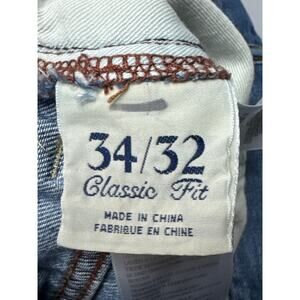 34/32
Classic Fit
MADE IN CHINA
FABRIQUE EN CHINE